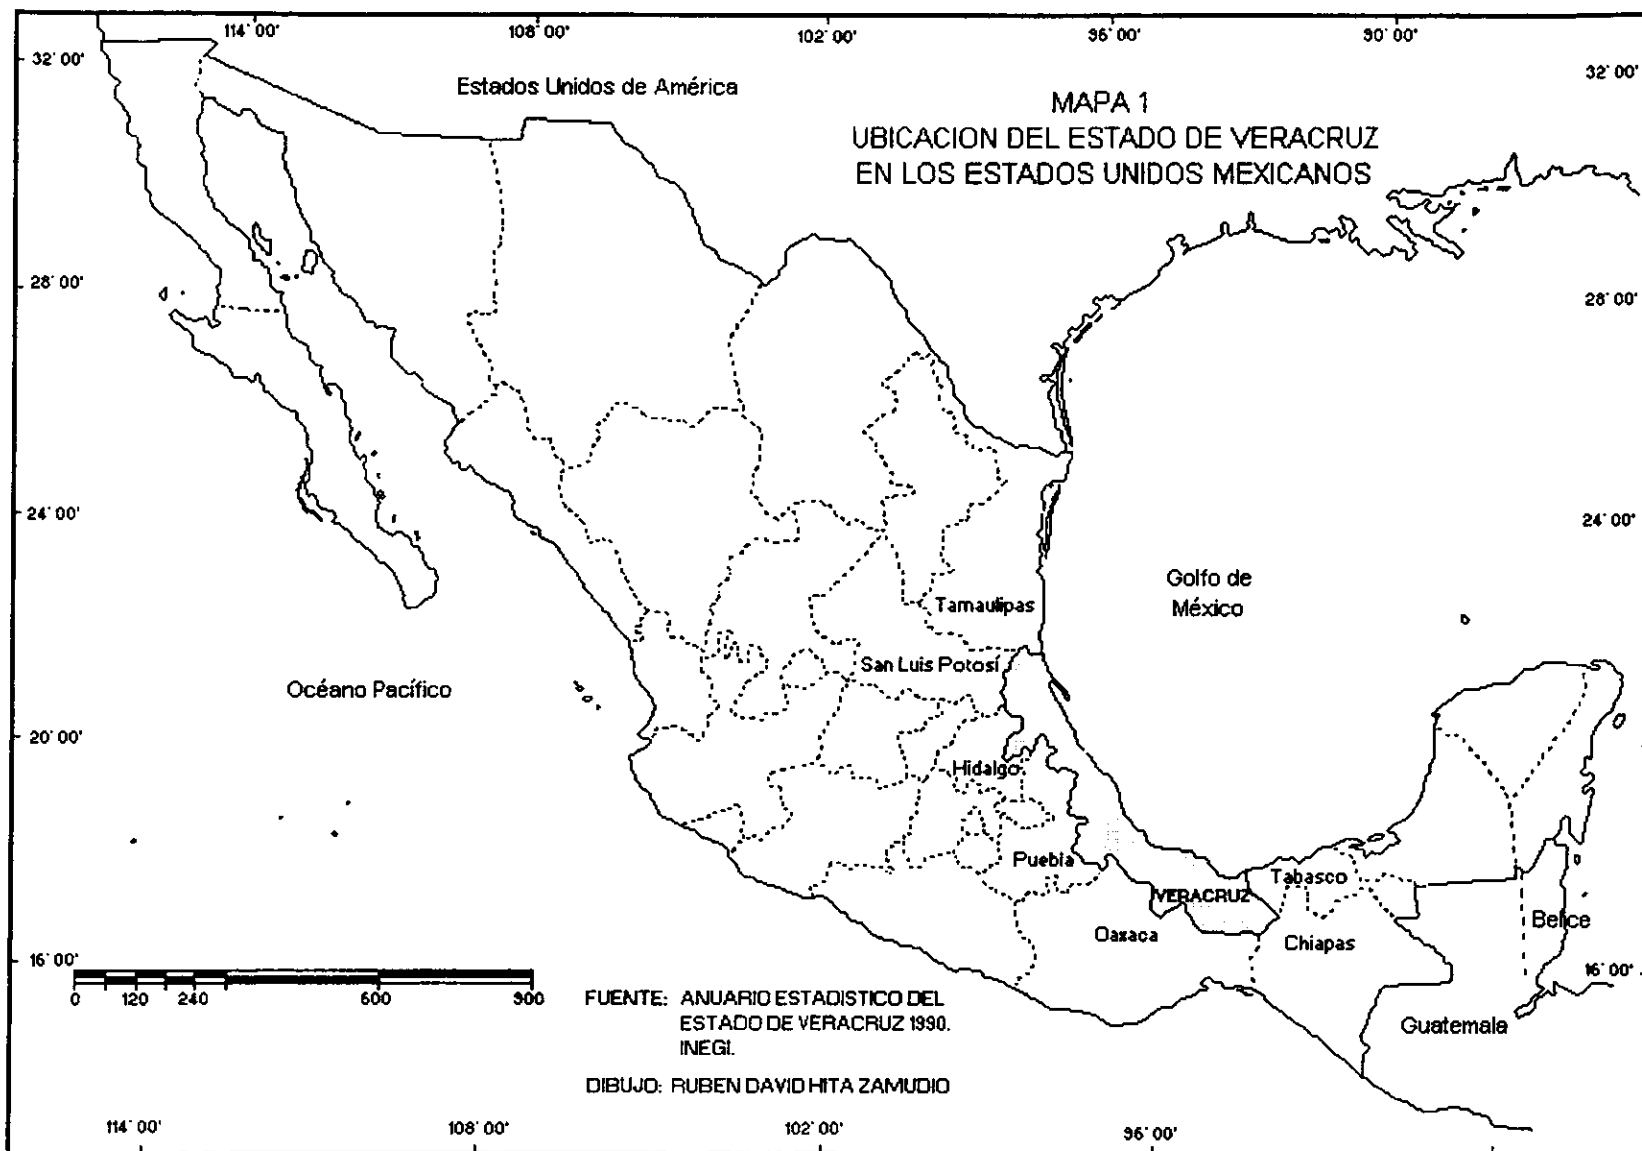 114° 00'
108° 00'
102° 00'
96° 00'
90° 00'
32° 00'
32° 00'
Estados Unidos de América
MAPA 1
UBICACION DEL ESTADO DE VERACRUZ
EN LOS ESTADOS UNIDOS MEXICANOS
28° 00'
28° 00'
24° 00'
24° 00'
Golfo de
México
Tamaulipas
San Luis Potosí
Océano Pacífico
20° 00'
Hidalgo
Puebla
Tabasco
VERACRUZ
Oaxaca
Chiapas
Belice
16° 00'
16° 00'
0 120 240 600 900
FUENTE: ANUARIO ESTADISTICO DEL
ESTADO DE VERACRUZ 1990.
INEGI.
Guatemala
DIBUJO: RUBEN DAVID HITA ZAMUDIO
114° 00'
108° 00'
102° 00'
96° 00'